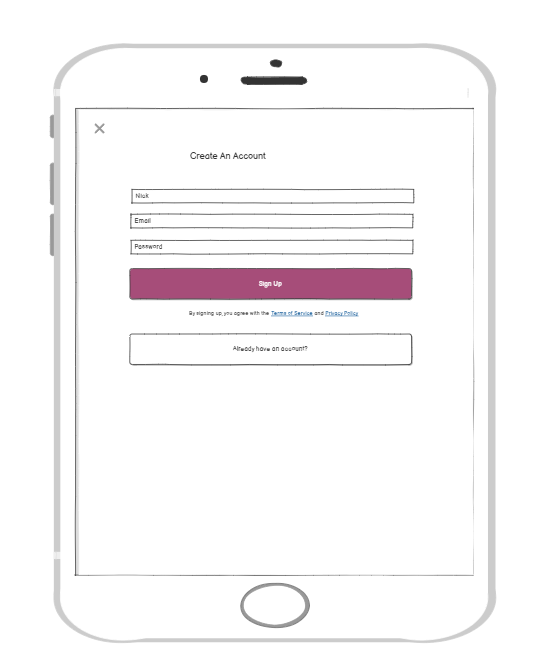 Create An Account
Nick
Email
Password
Sign Up
By signing up, you agree with the Terms of Service and Privacy Policy
Already have an account?